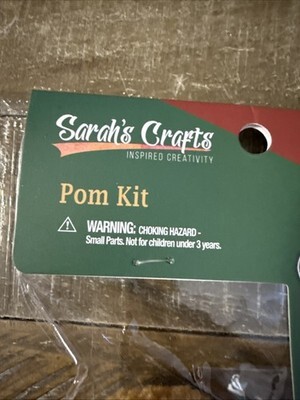 Sarah's Crafts
INSPIRED CREATIVITY
Pom Kit
WARNING: CHOKING HAZARD -
Small Parts. Not for children under 3 years.